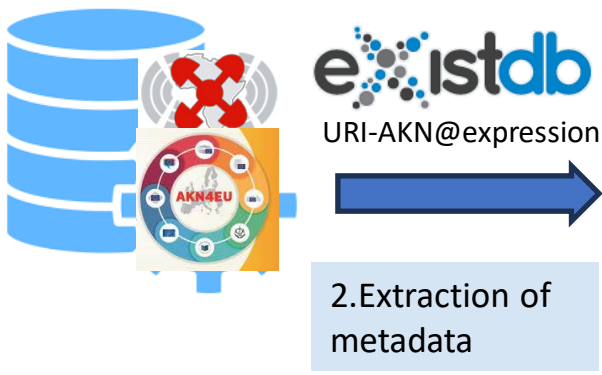 eXistdb
URI-AKN@expression
AKN4EU
2.Extraction of
metadata